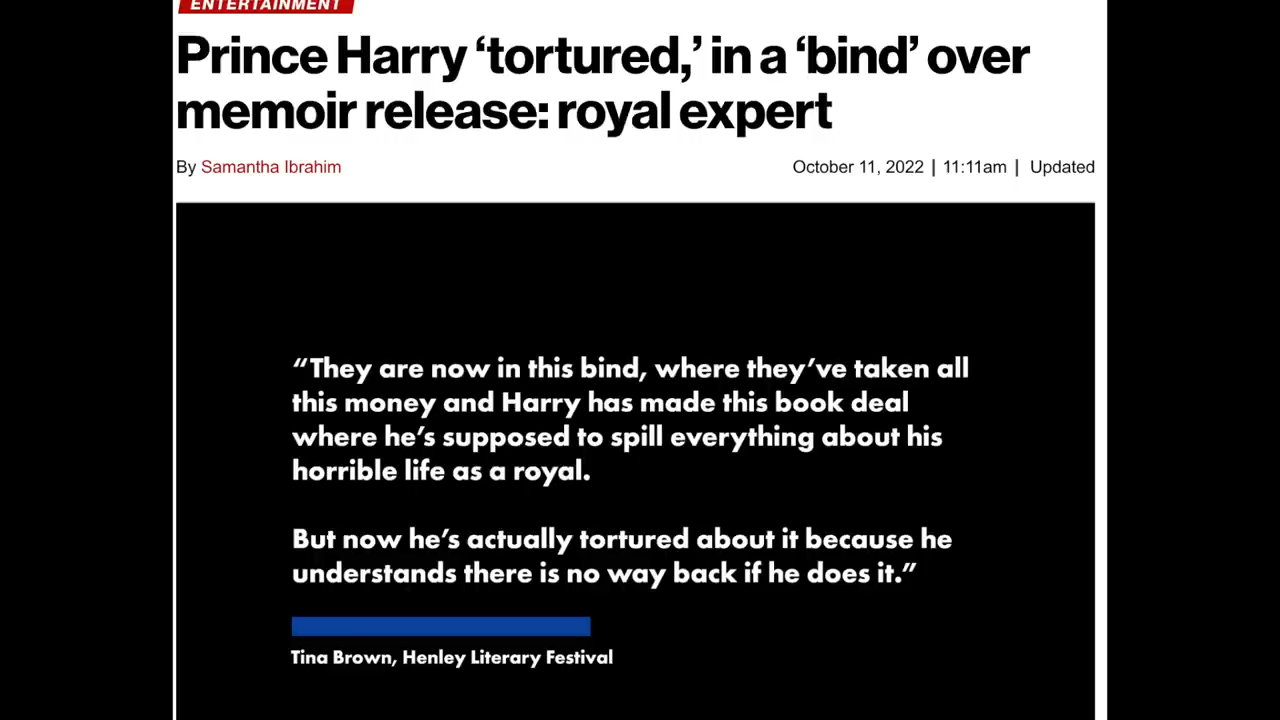 ENTERTAINMENT
Prince Harry ‘tortured,’ in a ‘bind’ over
memoir release: royal expert
By Samantha Ibrahim
October 11, 2022 | 11:11am | Updated
“They are now in this bind, where they’ve taken all
this money and Harry has made this book deal
where he’s supposed to spill everything about his
horrible life as a royal.
But now he’s actually tortured about it because he
understands there is no way back if he does it.”
Tina Brown, Henley Literary Festival